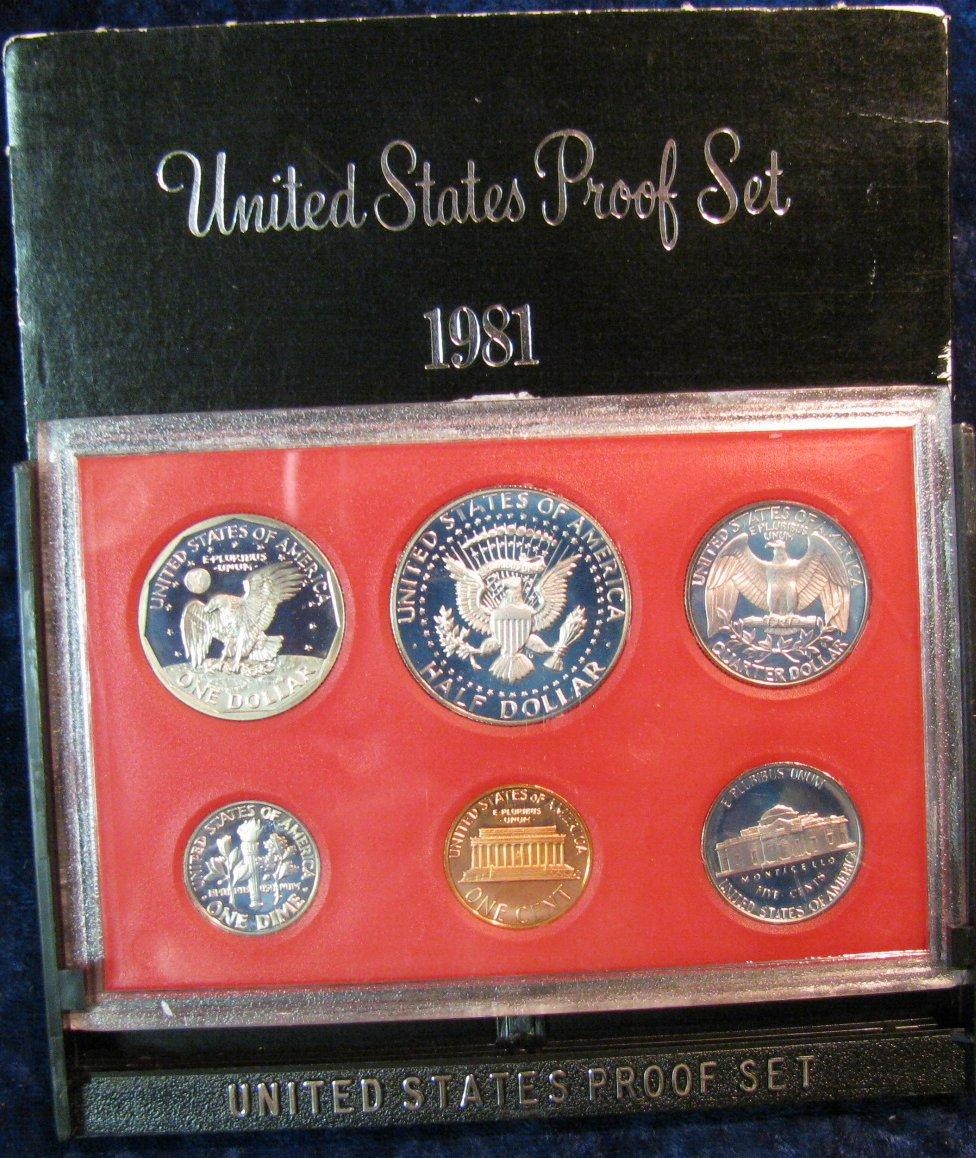 United States Proof Set
1981
UNITED STATES OF AMERICA
E·PLURIBUS
·UNUM·
ONE DOLLAR
UNITED STATES OF AMERICA
HALF DOLLAR
UNITED STATES OF AMERICA
E·PLURIBUS
UNUM
QUARTER DOLLAR
UNITED STATES OF AMERICA
ONE DIME
UNITED STATES OF AMERICA
E·PLURIBUS
UNUM
ONE CENT
E PLURIBUS UNUM
MONTICELLO
FIVE CENTS
UNITED STATES OF AMERICA
UNITED STATES PROOF SET